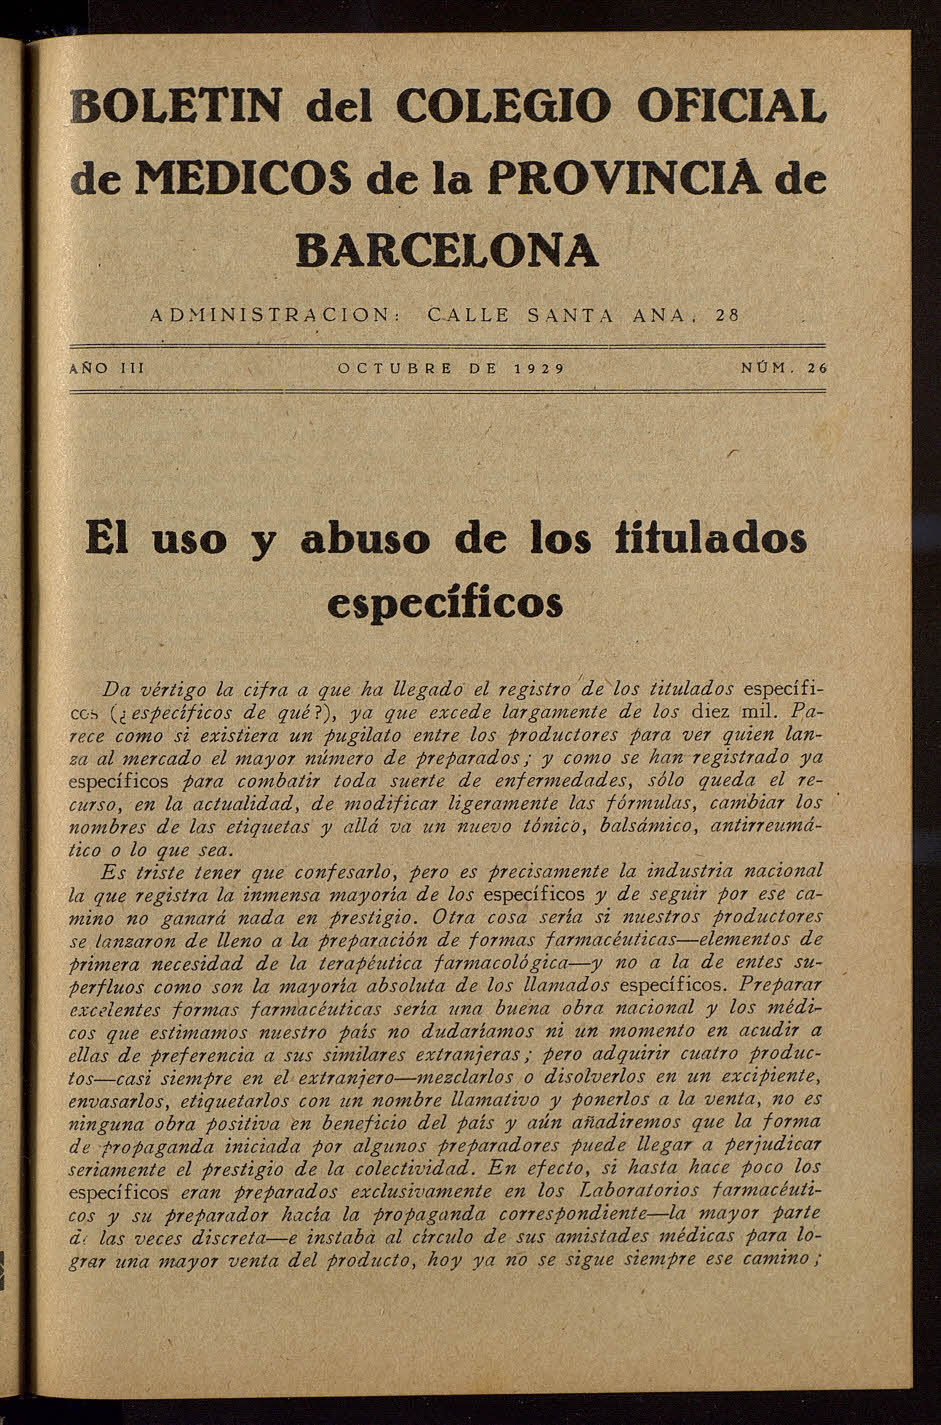 BOLETIN del COLEGIO OFICIAL
de MEDICOS de la PROVINCIA de
BARCELONA
ADMINISTRACION: CALLE SANTA ANA, 28
AÑO III OCTUBRE DE 1929 NÚM. 26
El uso y abuso de los titulados
específicos
Da vértigo la cifra a que ha llegado el registro de los titulados específi-
cos (¿específicos de qué?), ya que excede largamente de los diez mil. Pa-
rece como si existiera un pugilato entre los productores para ver quien lan-
za al mercado el mayor número de preparados; y como se han registrado ya
específicos para combatir toda suerte de enfermedades, sólo queda el re-
curso, en la actualidad, de modificar ligeramente las fórmulas, cambiar los
nombres de las etiquetas y allá va un nuevo tónico, balsámico, antirreumá-
tico o lo que sea.
Es triste tener que confesarlo, pero es precisamente la industria nacional
la que registra la inmensa mayoría de los específicos y de seguir por ese ca-
mino no ganará nada en prestigio. Otra cosa sería si nuestros productores
se lanzaron de lleno a la preparación de formas farmacéuticas—elementos de
primera necesidad de la terapéutica farmacológica—y no a la de entes su-
perfluos como son la mayoría absoluta de los llamados específicos. Preparar
excelentes formas farmacéuticas sería una buena obra nacional y los médi-
cos que estimamos nuestro país no dudaríamos ni un momento en acudir a
ellas de preferencia a sus similares extranjeras; pero adquirir cuatro produc-
tos—casi siempre en el extranjero—mezclarlos o disolverlos en un excipiente,
envasarlos, etiquetarlos con un nombre llamativo y ponerlos a la venta, no es
ninguna obra positiva en beneficio del país y aún añadiremos que la forma
de propaganda iniciada por algunos preparadores puede llegar a perjudicar
seriamente el prestigio de la colectividad. En efecto, si hasta hace poco los
específicos eran preparados exclusivamente en los Laboratorios farmacéuti-
cos y su preparador hacía la propaganda correspondiente—la mayor parte
de las veces discreta—e instaba al círculo de sus amistades médicas para lo-
grar una mayor venta del producto, hoy ya no se sigue siempre ese camino;